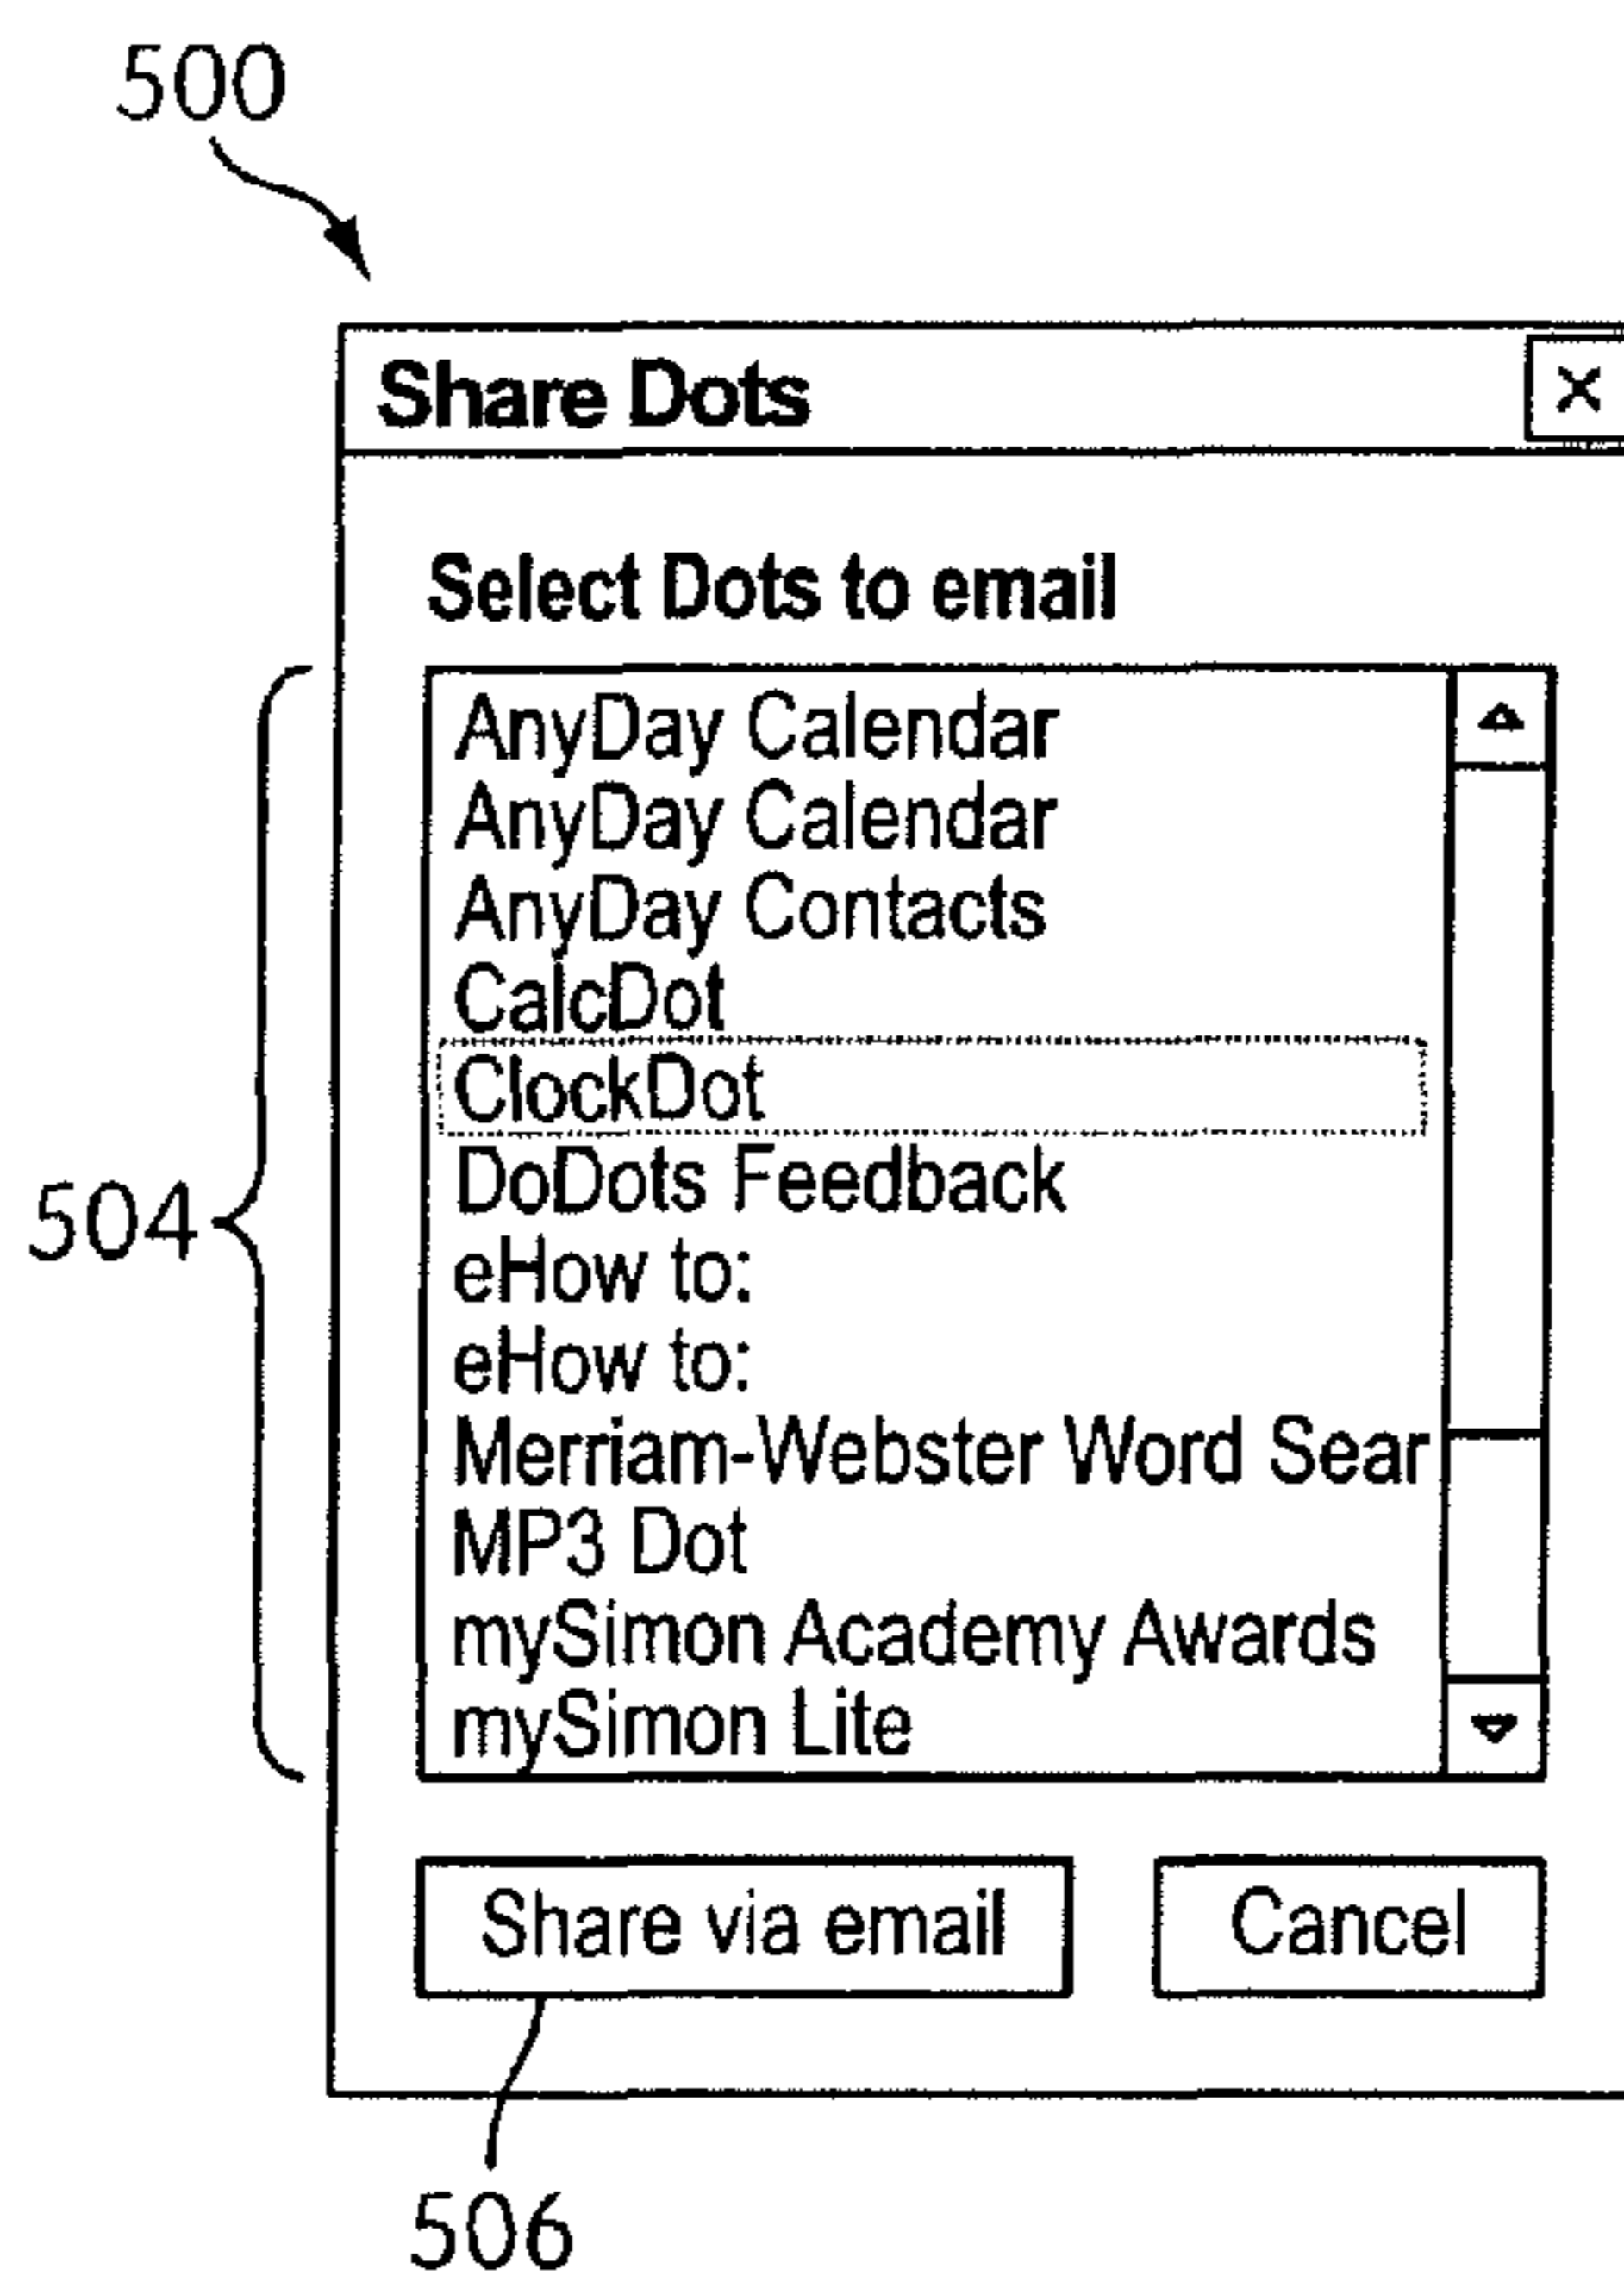 500
Share Dots
Select Dots to email
AnyDay Calendar
AnyDay Calendar
AnyDay Contacts
CalcDot
ClockDot
DoDots Feedback
504
eHow to:
eHow to:
Merriam-Webster Word Sear
MP3 Dot
mySimon Academy Awards
mySimon Lite
Share via email Cancel
506